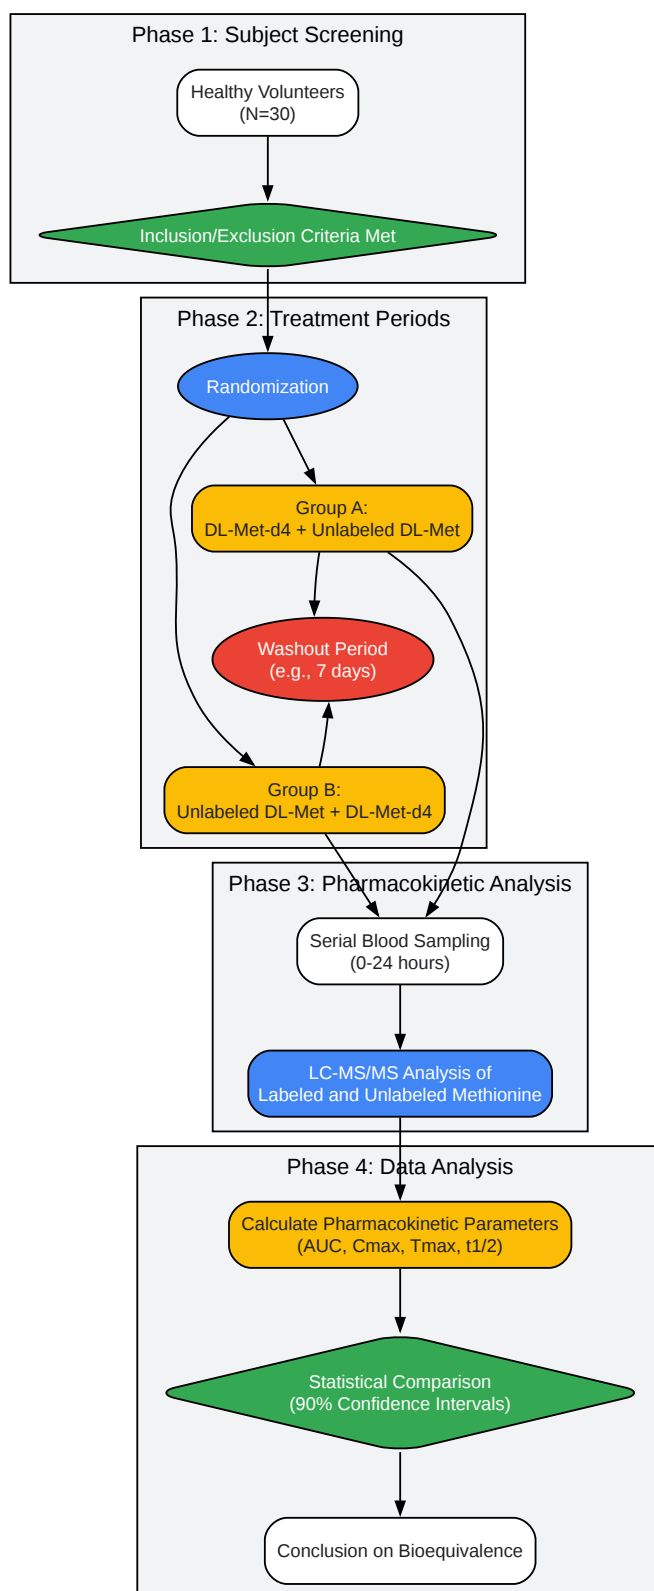 Phase 1: Subject Screening
Healthy Volunteers
(N=30)
Inclusion/Exclusion Criteria Met
Phase 2: Treatment Periods
Randomization
Group A:
DL-Met-d4 + Unlabeled DL-Met
Washout Period
(e.g., 7 days)
Group B:
Unlabeled DL-Met + DL-Met-d4
Phase 3: Pharmacokinetic Analysis
Serial Blood Sampling
(0-24 hours)
LC-MS/MS Analysis of
Labeled and Unlabeled Methionine
Phase 4: Data Analysis
Calculate Pharmacokinetic Parameters
(AUC, Cmax, Tmax, t1/2)
Statistical Comparison
(90% Confidence Intervals)
Conclusion on Bioequivalence